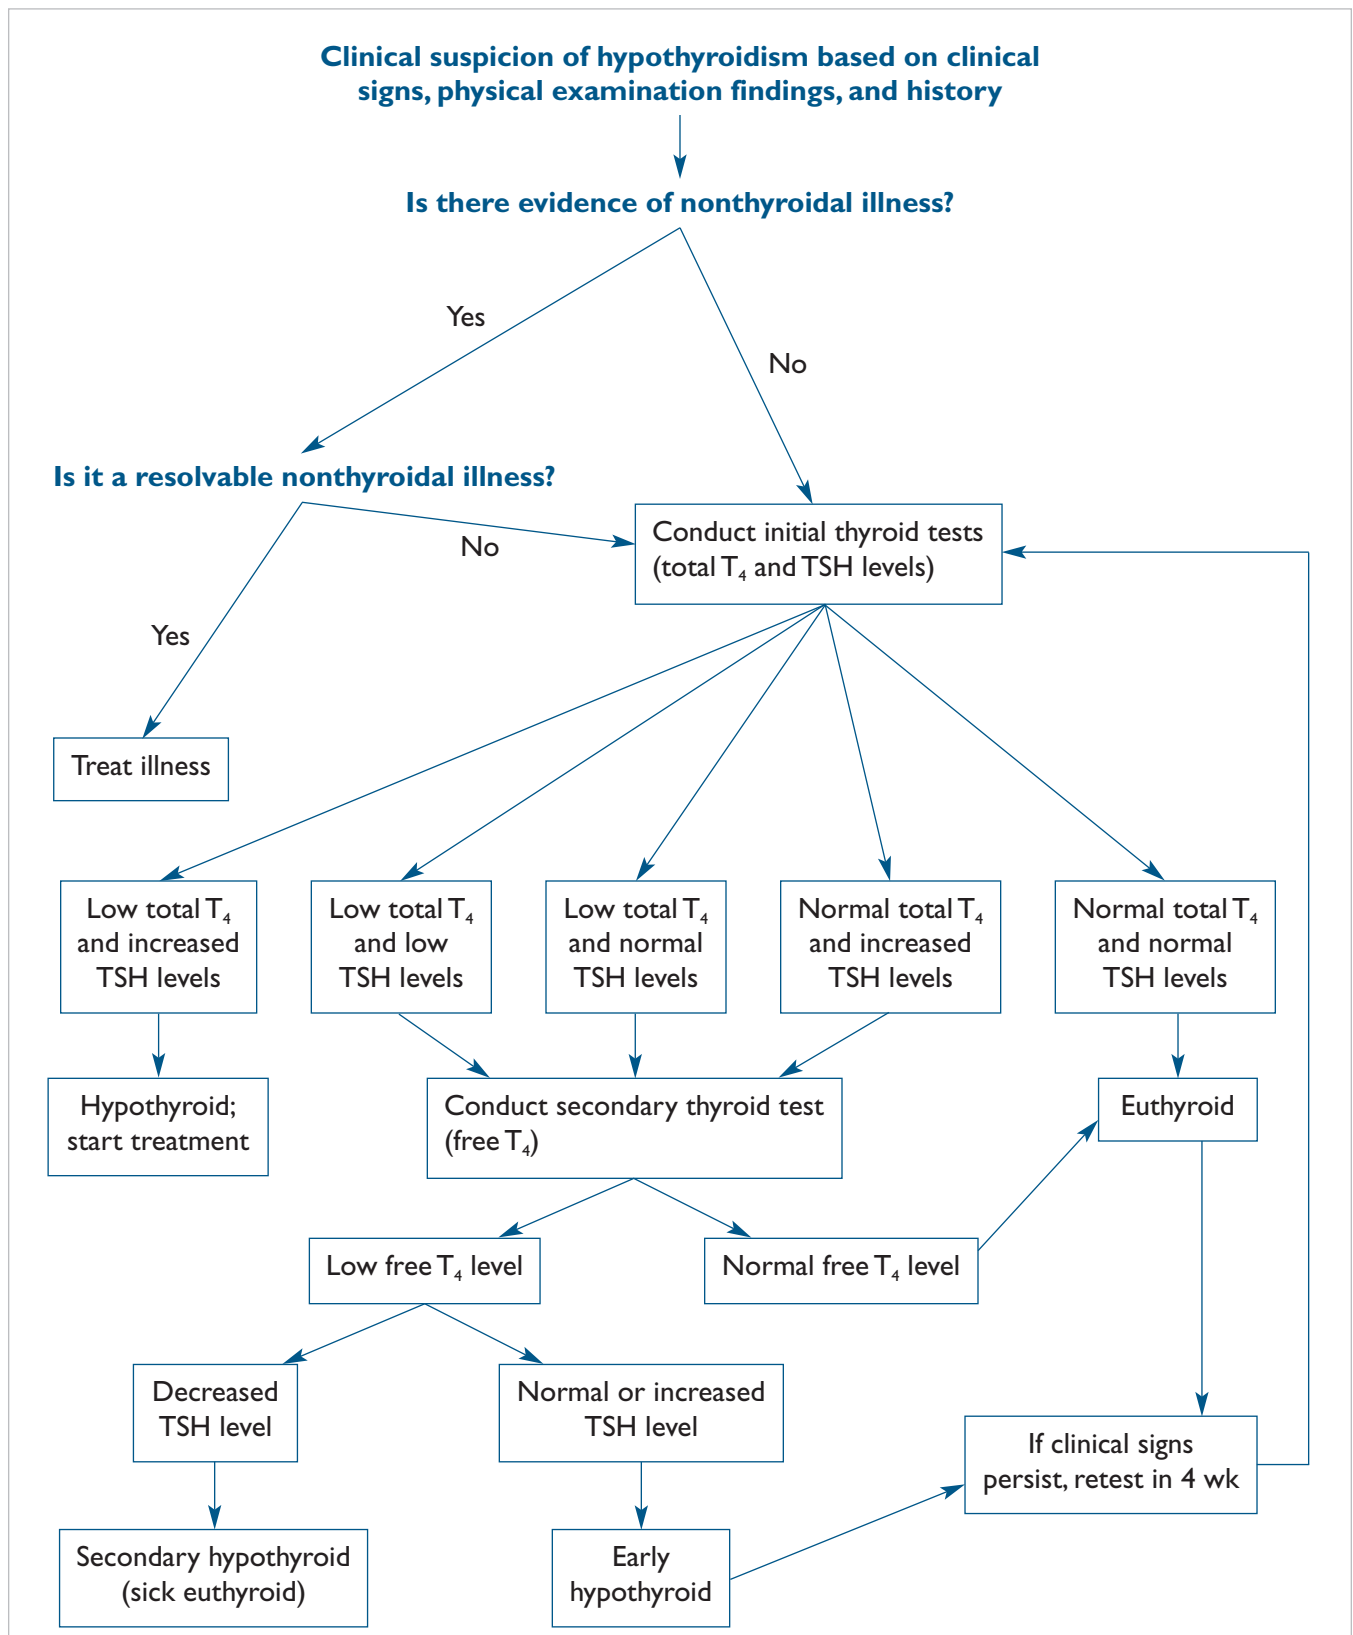 Clinical suspicion of hypothyroidism based on clinical
signs, physical examination findings, and history
Is there evidence of nonthyroidal illness?
Yes
No
Is it a resolvable nonthyroidal illness?
No
Yes
Conduct initial thyroid tests
(total T₄ and TSH levels)
Treat illness
Low total T₄
and increased
TSH levels
Low total T₄
and low
TSH levels
Low total T₄
and normal
TSH levels
Normal total T₄
and increased
TSH levels
Normal total T₄
and normal
TSH levels
Hypothyroid;
start treatment
Conduct secondary thyroid test
(free T₄)
Euthyroid
Low free T₄ level
Normal free T₄ level
Decreased
TSH level
Normal or increased
TSH level
If clinical signs
persist, retest in 4 wk
Secondary hypothyroid
(sick euthyroid)
Early
hypothyroid